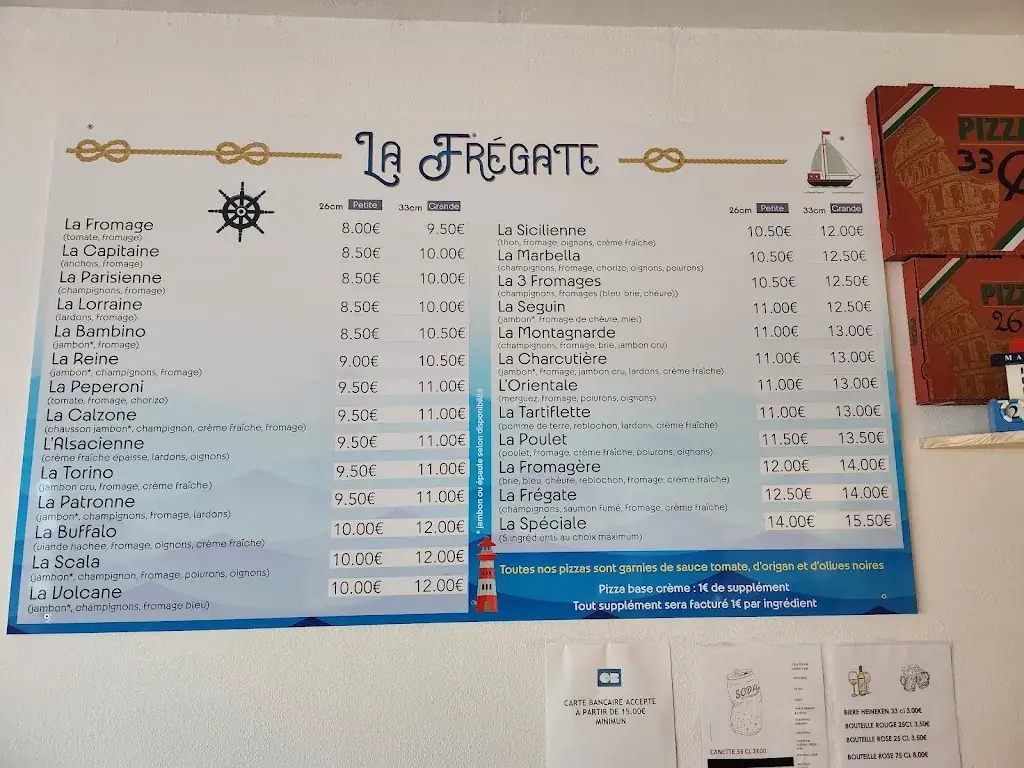 La Frégate
26cm Petite 33cm Grande
La Fromage 8.00€ 9.50€
(tomate, fromage)
La Capitaine 8.50€ 10.00€
(anchois, fromage)
La Parisienne 8.50€ 10.00€
(champignons, fromage)
La Lorraine 8.50€ 10.00€
(lardons, fromage)
La Bambino 8.50€ 10.50€
(jambon*, fromage)
La Reine 9.00€ 10.50€
(jambon*, champignons, fromage)
La Peperoni 9.50€ 11.00€
(tomate, fromage, chorizo)
La Calzone 9.50€ 11.00€
(chausson jambon*, champignon, crème fraîche, fromage)
L'Alsacienne 9.50€ 11.00€
(crème fraîche épaisse, lardons, oignons)
La Torino 9.50€ 11.00€
(jambon cru, fromage, crème fraîche)
La Patronne 9.50€ 11.00€
(jambon*, champignons, fromage, lardons)
La Buffalo 10.00€ 12.00€
(viande hachée, fromage, oignons, crème fraîche)
La Scala 10.00€ 12.00€
(jambon*, champignon, fromage, poivrons, oignons)
La Volcane 10.00€ 12.00€
(jambon*, champignons, fromage bleu)
* jambon ou épaule selon disponibilité
26cm Petite 33cm Grande
La Sicilienne 10.50€ 12.00€
(thon, fromage, oignons, crème fraîche)
La Marbella 10.50€ 12.50€
(champignons, fromage, chorizo, oignons, poivrons)
La 3 Fromages 10.50€ 12.50€
(champignons, fromages (bleu, brie, chèvre))
La Seguin 11.00€ 12.50€
(jambon*, fromage de chèvre, miel)
La Montagnarde 11.00€ 13.00€
(champignons, fromage, brie, jambon cru)
La Charcutière 11.00€ 13.00€
(jambon*, fromage, jambon cru, lardons, crème fraîche)
L'Orientale 11.00€ 13.00€
(merguez, fromage, poivrons, oignons)
La Tartiflette 11.00€ 13.00€
(pomme de terre, reblochon, lardons, crème fraîche)
La Poulet 11.50€ 13.50€
(poulet, fromage, crème fraîche, poivrons, oignons)
La Fromagère 12.00€ 14.00€
(brie, bleu, chèvre, reblochon, fromage, crème fraîche)
La Frégate 12.50€ 14.00€
(champignons, saumon fumé, fromage, crème fraîche)
La Spéciale 14.00€ 15.50€
(5 ingrédients au choix maximum)
Toutes nos pizzas sont garnies de sauce tomate, d'origan et d'olives noires
Pizza base crème : 1€ de supplément
Tout supplément sera facturé 1€ par ingrédient
PIZZ
33
PIZ
26
CB
CARTE BANCAIRE ACCEPTE
A PARTIR DE 15.00€
MINIMUN
SODA
CANETTE 33 CL 2€00
BIERE HEINEKEN 33 cl 3.00€
BOUTEILLE ROUGE 25CL 3.50€
BOUTEILLE ROSE 25 CL 3.50€
BOUTEILLE ROSE 75 CL 8.00€